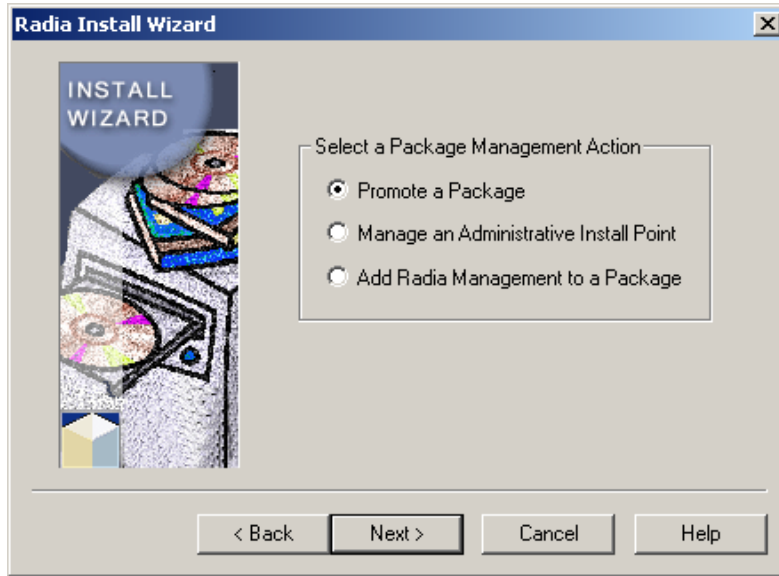 Radia Install Wizard
INSTALL
WIZARD
Select a Package Management Action
Promote a Package
Manage an Administrative Install Point
Add Radia Management to a Package
< Back
Next >
Cancel
Help